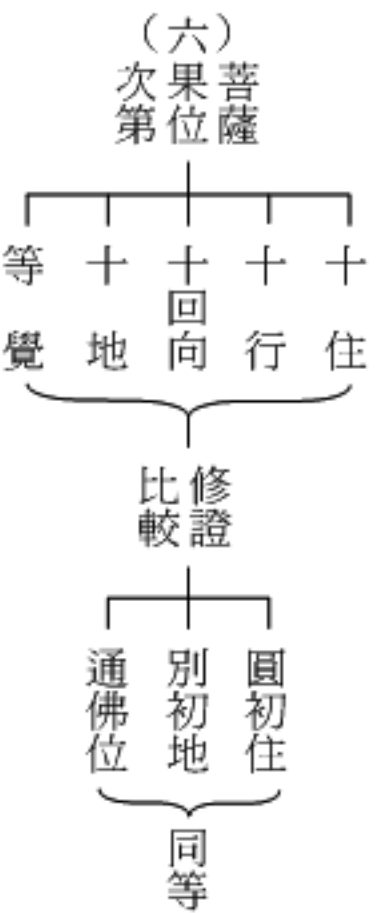 （六）
菩薩
果位
次第
十住
十行
十回向
十地
等覺
修證
比較
圓初住
別初地
通佛位
同等